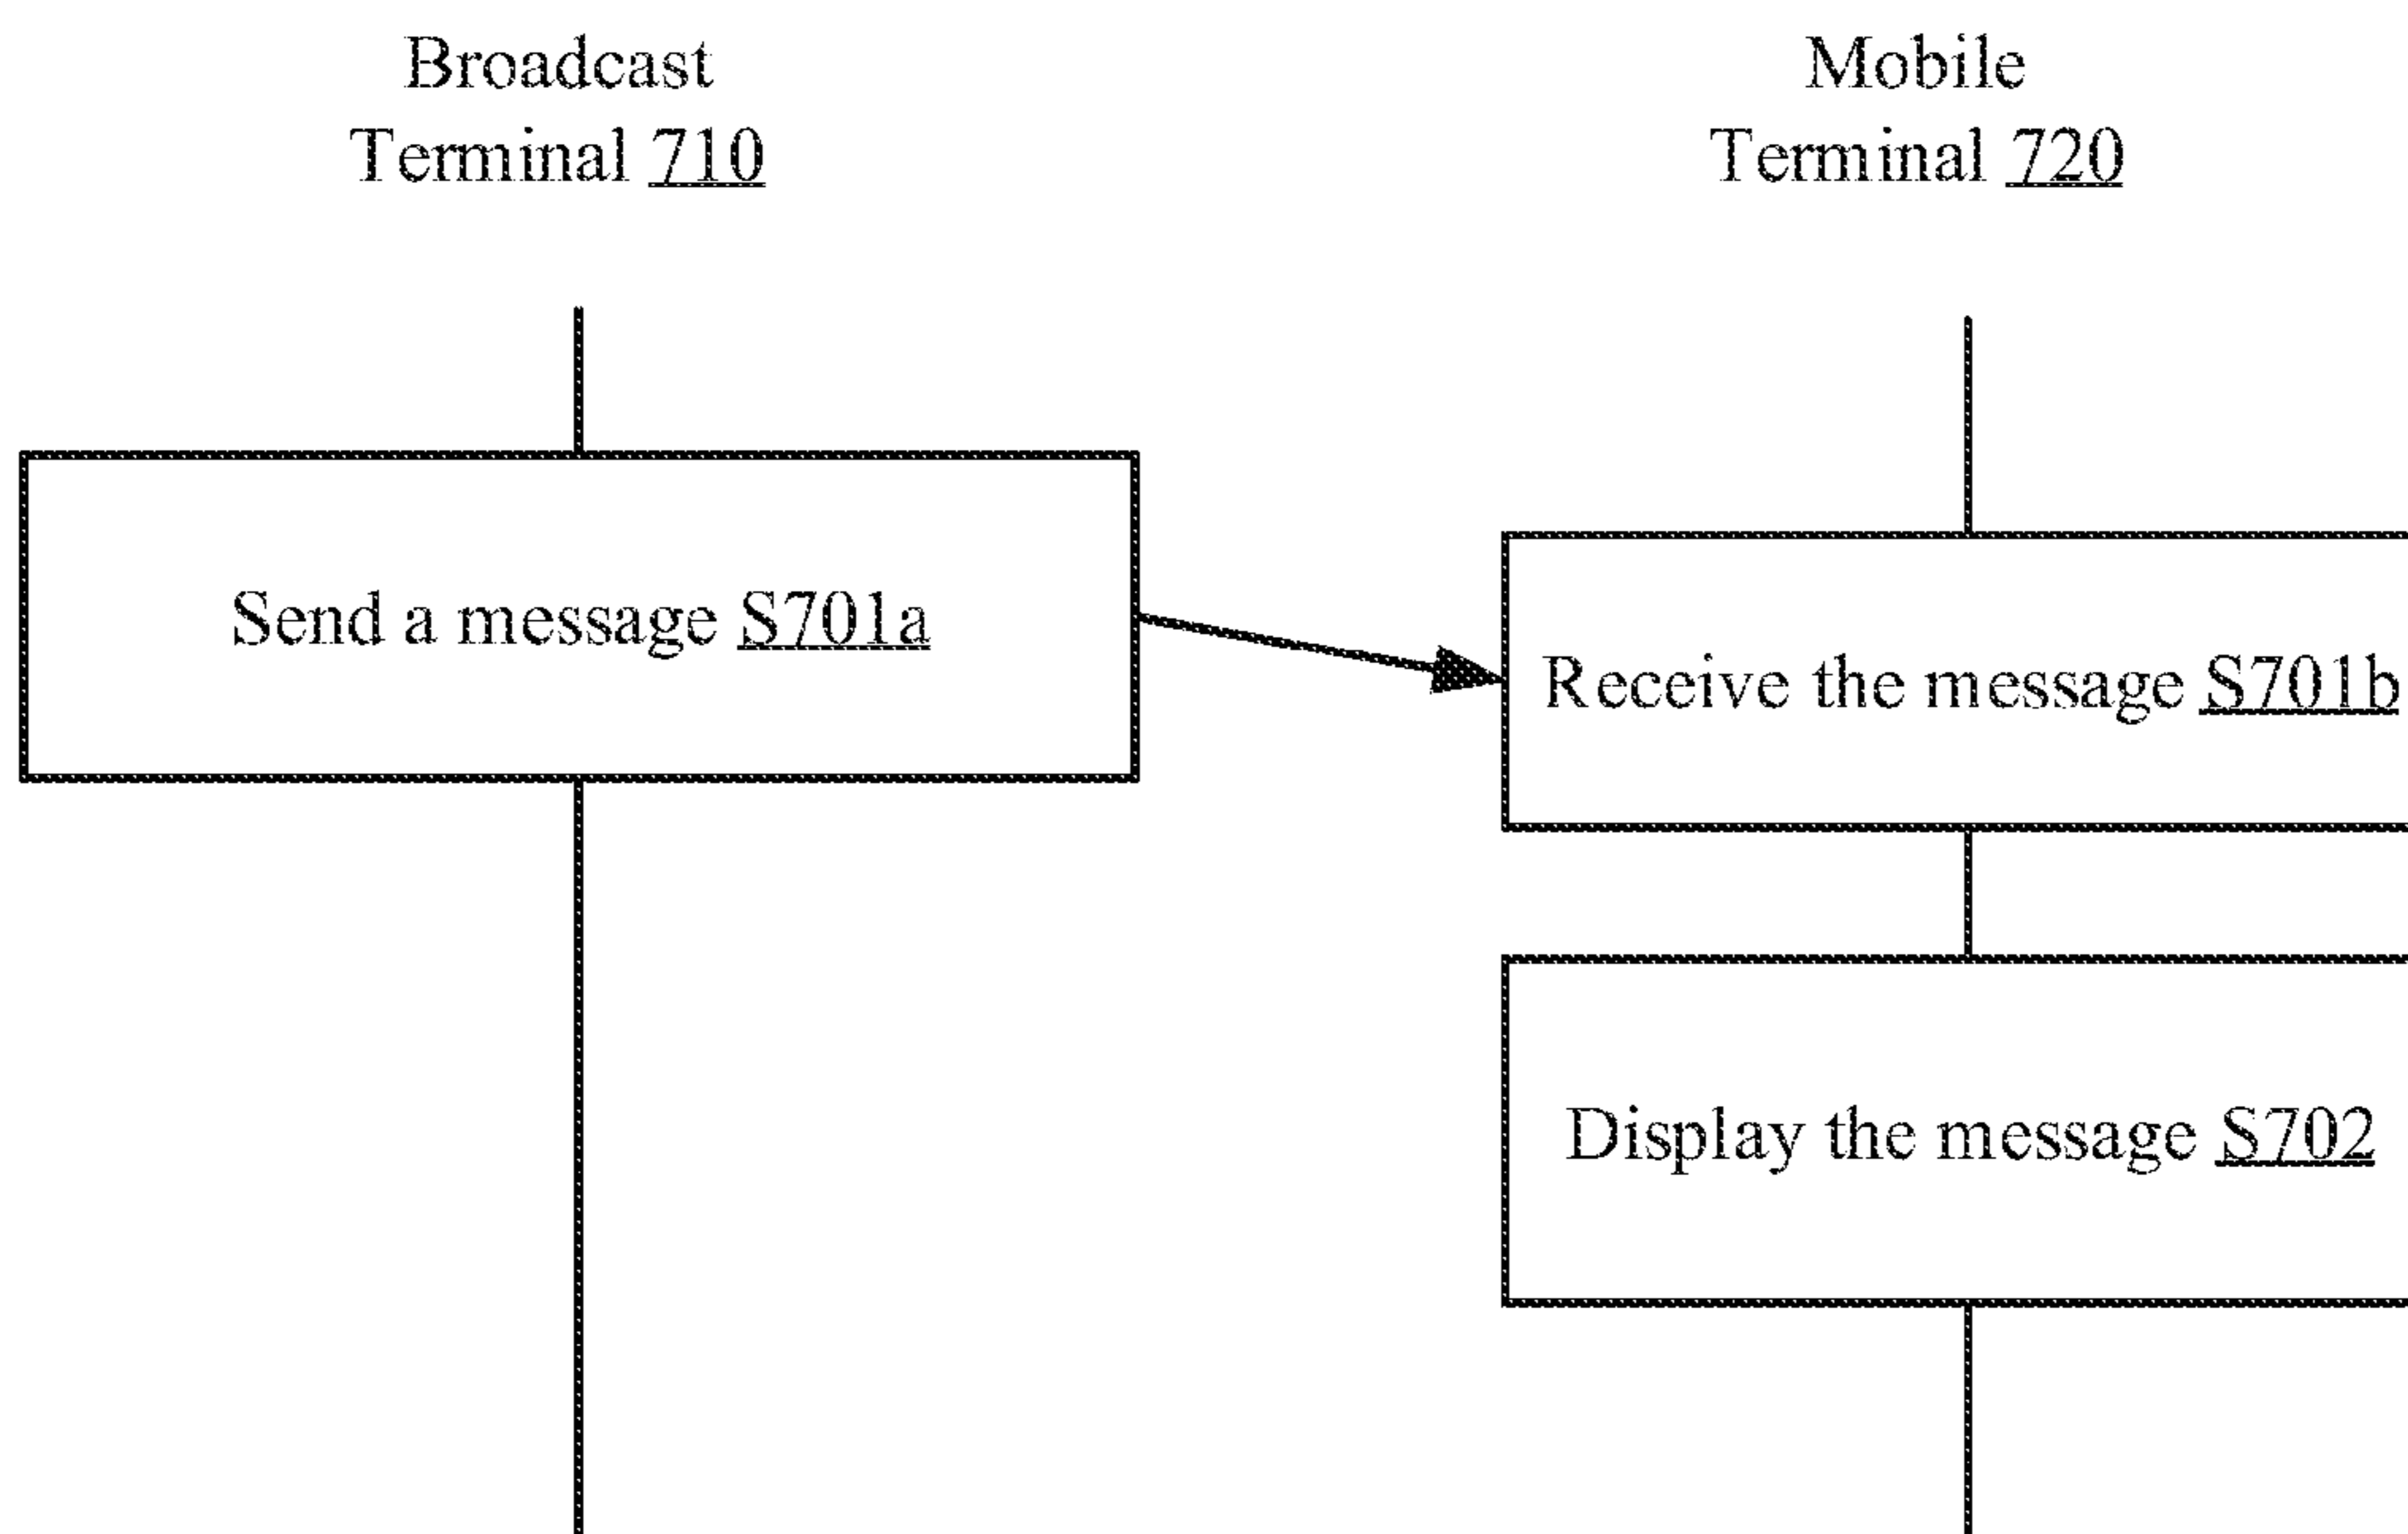 Broadcast
Terminal 710
Mobile
Terminal 720
Send a message S701a
Receive the message S701b
Display the message S702